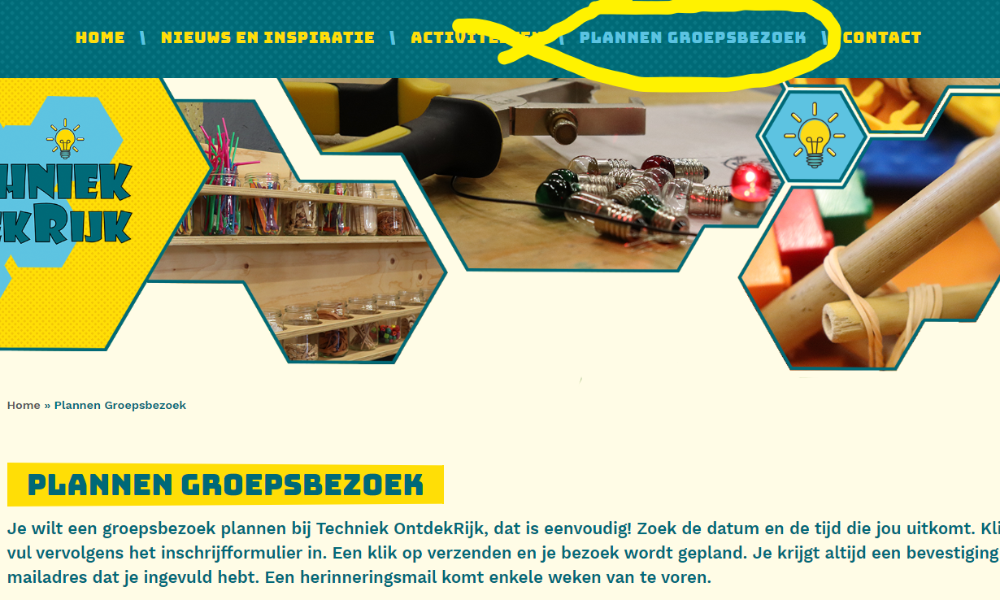 HOME \ NIEUWS EN INSPIRATIE \ \ PLANNEN GROEPSBEZOEK \ CONTACT
HNIEK
EKRIJK
Home » Plannen Groepsbezoek
PLANNEN GROEPSBEZOEK
Je wilt een groepsbezoek plannen bij Techniek OntdekRijk, dat is eenvoudig! Zoek de datum en de tijd die jou uitkomt. Kli
vul vervolgens het inschrijfformulier in. Een klik op verzenden en je bezoek wordt gepland. Je krijgt altijd een bevestiging
mailadres dat je ingevuld hebt. Een herinneringsmail komt enkele weken van te voren.